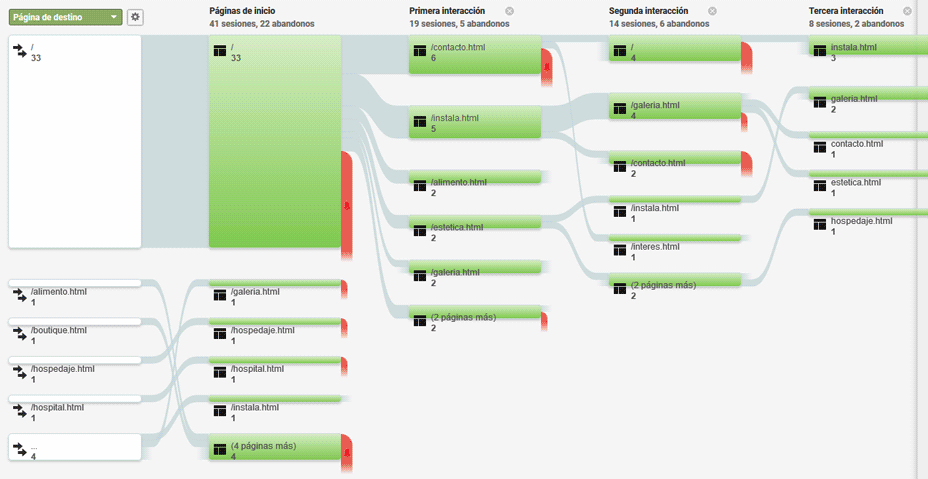 Página de destino
Páginas de inicio
41 sesiones, 22 abandonos
Primera interacción
19 sesiones, 5 abandonos
Segunda interacción
14 sesiones, 6 abandonos
Tercera interacción
8 sesiones, 2 abandonos
/
33
/
33
/contacto.html
6
/
4
instala.html
3
/instala.html
5
/galeria.html
4
galeria.html
2
/alimento.html
2
/contacto.html
2
contacto.html
1
/estetica.html
2
/instala.html
1
estetica.html
1
/galeria.html
2
/interes.html
1
hospedaje.html
1
(2 páginas más)
2
(2 páginas más)
2
/alimento.html
1
/galeria.html
1
/boutique.html
1
/hospedaje.html
1
/hospedaje.html
1
/hospital.html
1
/hospital.html
1
/instala.html
1
...
4
(4 páginas más)
4